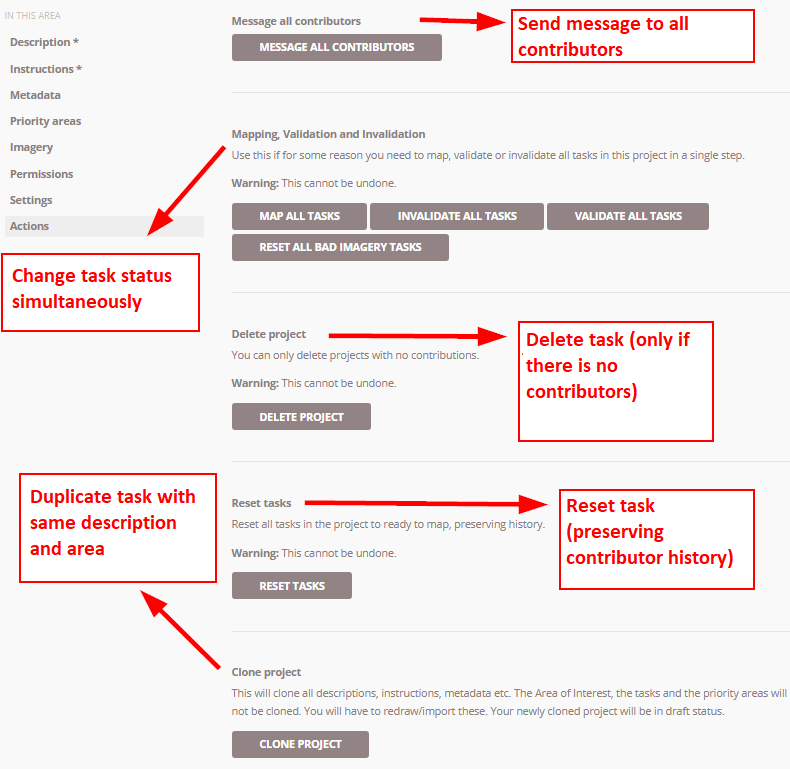 IN THIS AREA
Description *
Instructions *
Metadata
Priority areas
Imagery
Permissions
Settings
Actions
Message all contributors
MESSAGE ALL CONTRIBUTORS
Send message to all
contributors
Mapping, Validation and Invalidation
Use this if for some reason you need to map, validate or invalidate all tasks in this project in a single step.
Warning: This cannot be undone.
MAP ALL TASKS
INVALIDATE ALL TASKS
VALIDATE ALL TASKS
RESET ALL BAD IMAGERY TASKS
Change task status
simultaneously
Delete project
You can only delete projects with no contributions.
Warning: This cannot be undone.
DELETE PROJECT
Delete task (only if
there is no
contributors)
Reset tasks
Reset all tasks in the project to ready to map, preserving history.
Warning: This cannot be undone.
RESET TASKS
Reset task
(preserving
contributor history)
Duplicate task with
same description
and area
Clone project
This will clone all descriptions, instructions, metadata etc. The Area of Interest, the tasks and the priority areas will
not be cloned. You will have to redraw/import these. Your newly cloned project will be in draft status.
CLONE PROJECT